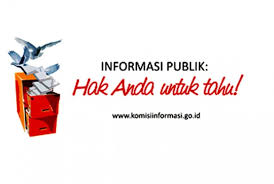 INFORMASI PUBLIK:
Hak Anda untuk tahu!
www.komisiinformasi.go.id